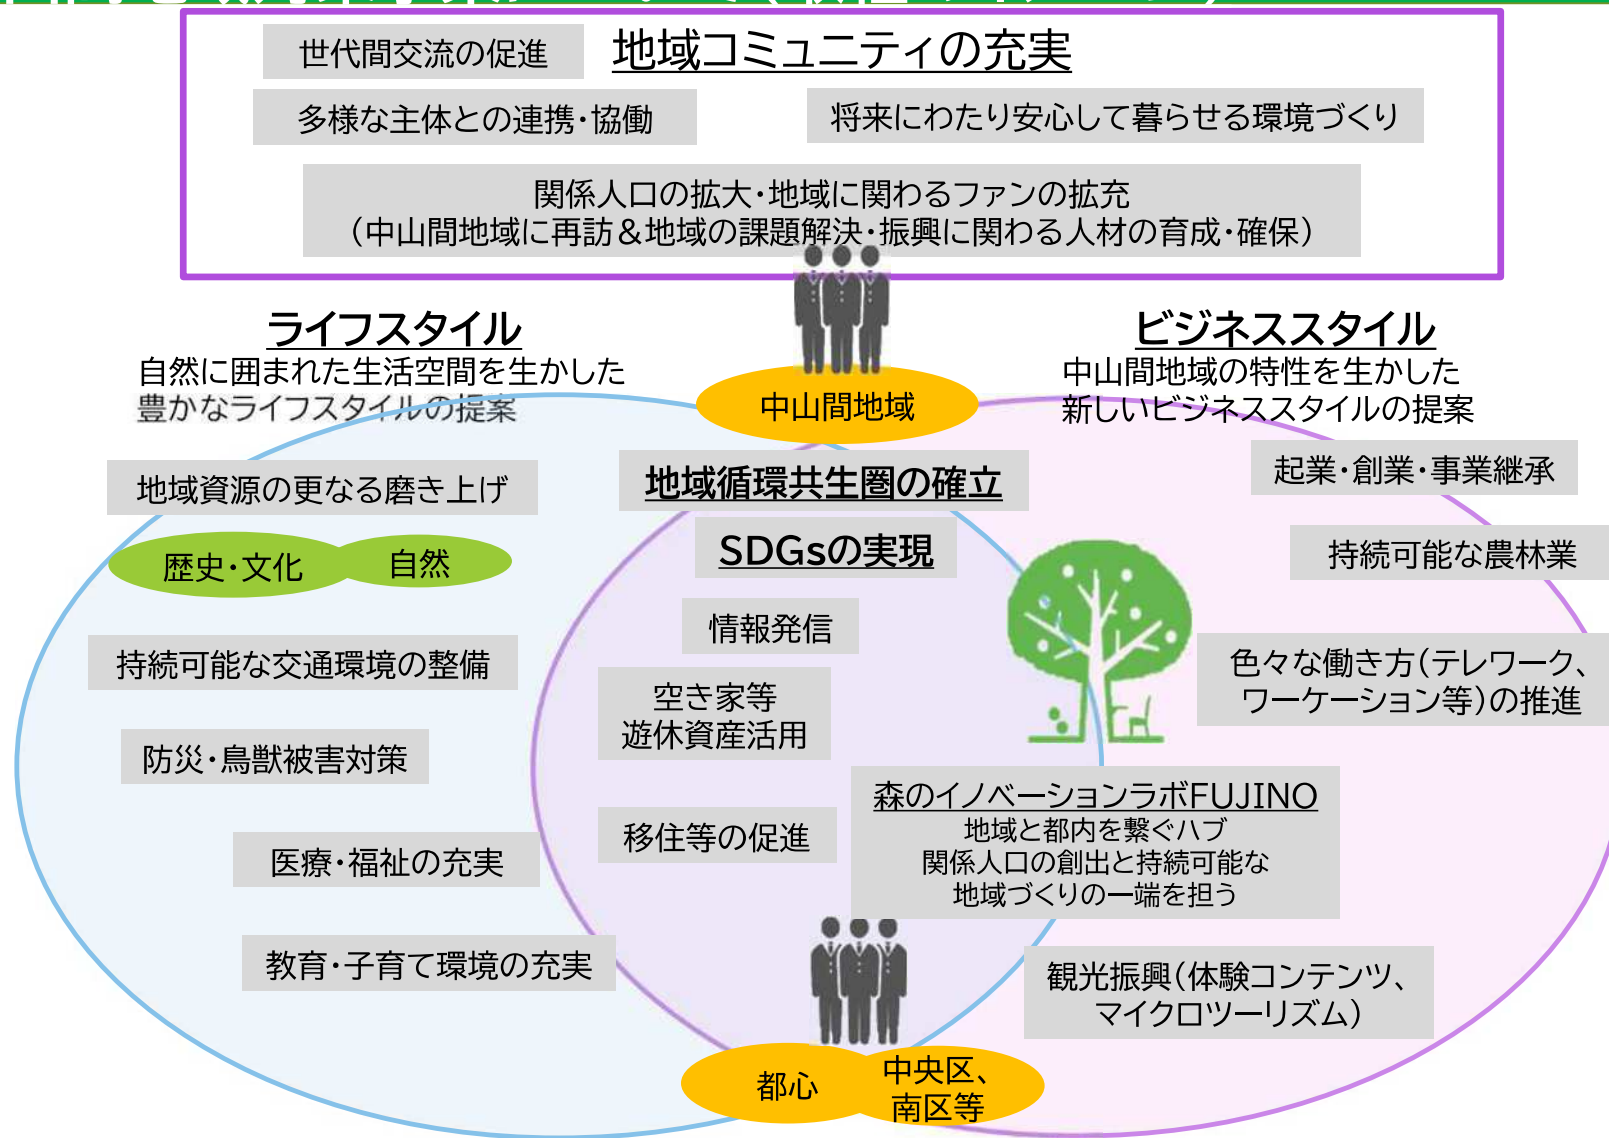 世代間交流の促進
地域コミュニティの充実
多様な主体との連携・協働
将来にわたり安心して暮らせる環境づくり
関係人口の拡大・地域に関わるファンの拡充
（中山間地域に再訪＆地域の課題解決・振興に関わる人材の育成・確保）
ライフスタイル
自然に囲まれた生活空間を生かした
豊かなライフスタイルの提案
ビジネススタイル
中山間地域の特性を生かした
新しいビジネススタイルの提案
中山間地域
地域資源の更なる磨き上げ
歴史・文化
自然
持続可能な交通環境の整備
防災・鳥獣被害対策
医療・福祉の充実
教育・子育て環境の充実
地域循環共生圏の確立
SDGsの実現
情報発信
空き家等
遊休資産活用
移住等の促進
起業・創業・事業継承
持続可能な農林業
色々な働き方（テレワーク、
ワーケーション等）の推進
森のイノベーションラボFUJINO
地域と都内を繋ぐハブ
関係人口の創出と持続可能な
地域づくりの一端を担う
観光振興（体験コンテンツ、
マイクロツーリズム）
都心
中央区、
南区等